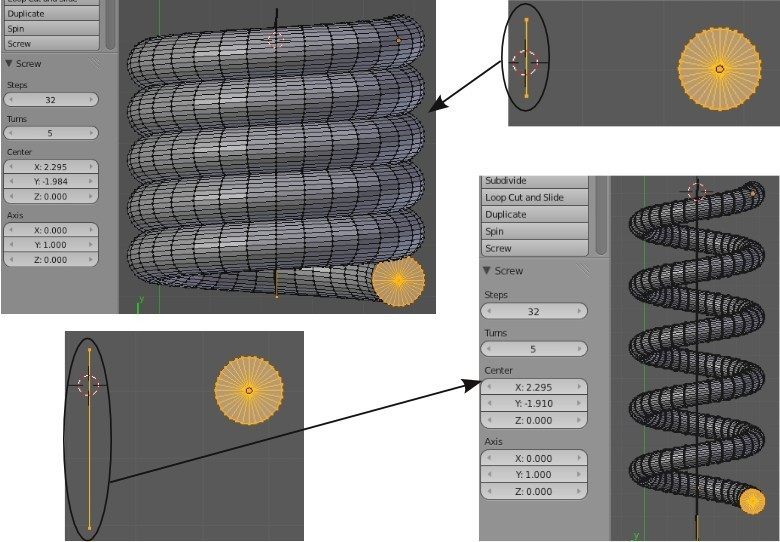 Loop Cut and Slide
Duplicate
Spin
Screw
Screw
Steps
32
Turns
5
Center
X: 2.295
Y: -1.984
Z: 0.000
Axis
X: 0.000
Y: 1.000
Z: 0.000
y
Subdivide
Loop Cut and Slide
Duplicate
Spin
Screw
Screw
Steps
32
Turns
5
Center
X: 2.295
Y: -1.910
Z: 0.000
Axis
X: 0.000
Y: 1.000
Z: 0.000
y